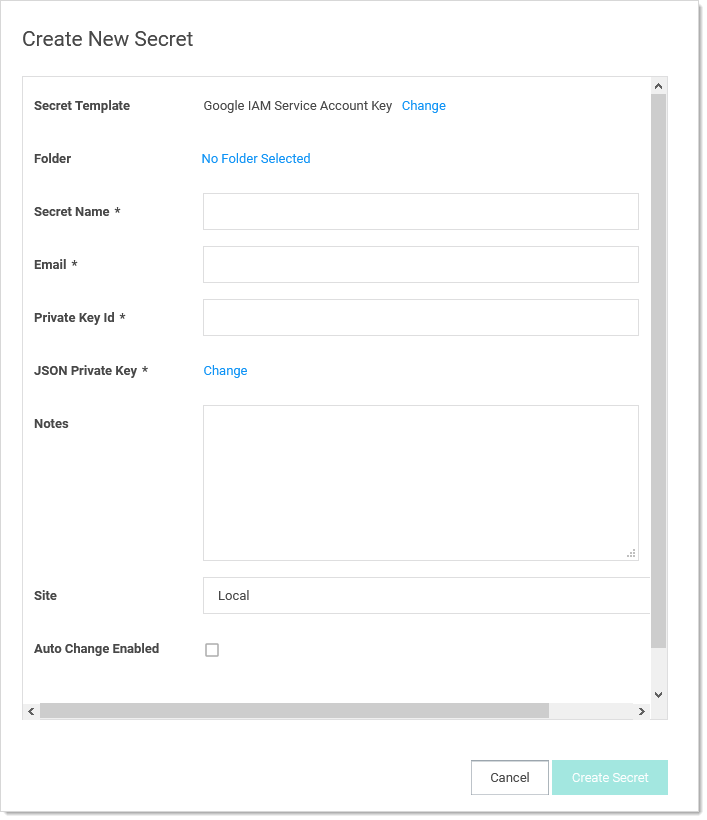 Create New Secret
Secret Template Google IAM Service Account Key Change
Folder No Folder Selected
Secret Name *
Email *
Private Key Id *
JSON Private Key * Change
Notes
Site Local
Auto Change Enabled
Cancel Create Secret